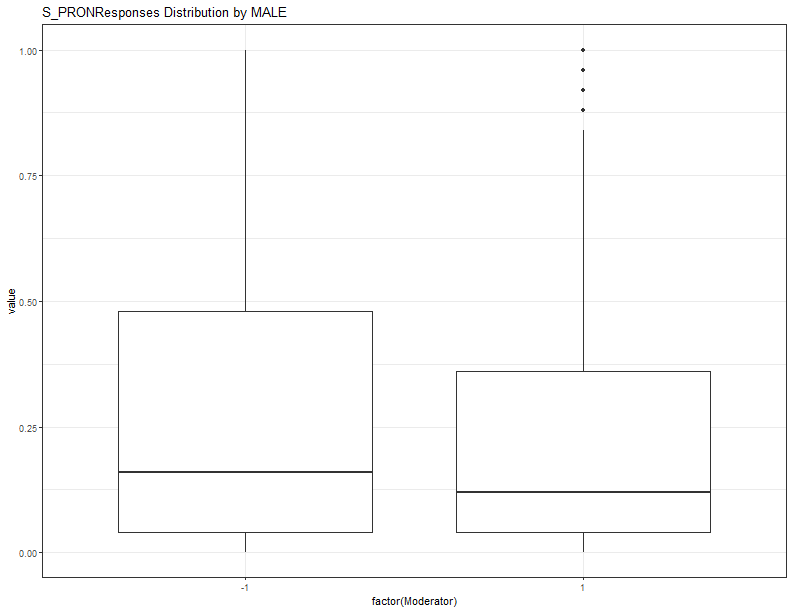 S_PRONResponses Distribution by MALE
1.00
0.75
value
0.50
0.25
0.00
-1 1
factor(Moderator)